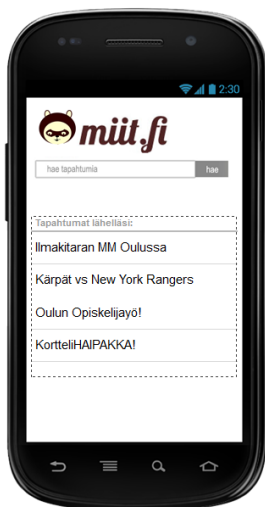 2:30
miit.fi
hae tapahtumia
hae
Tapahtumat lähelläsi:
Ilmakitaran MM Oulussa
Kärpät vs New York Rangers
Oulun Opiskelijayö!
KortteliHAIPAKKA!